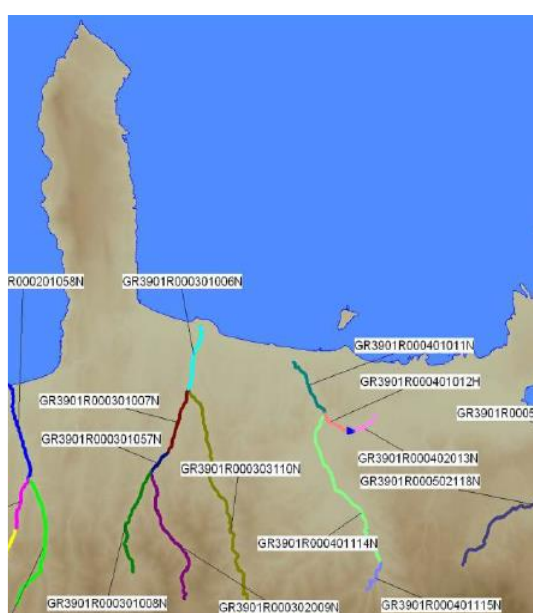 R000201058N
GR3901R000301006N
GR3901R000401011N
GR3901R000401012H
GR3901R000301007N
GR3901R0005
GR3901R000301057N
GR3901R000402013N
GR3901R000303110N
GR3901R000502118N
GR3901R000401114N
GR3901R000301008N
GR3901R000302009N
GR3901R000401115N